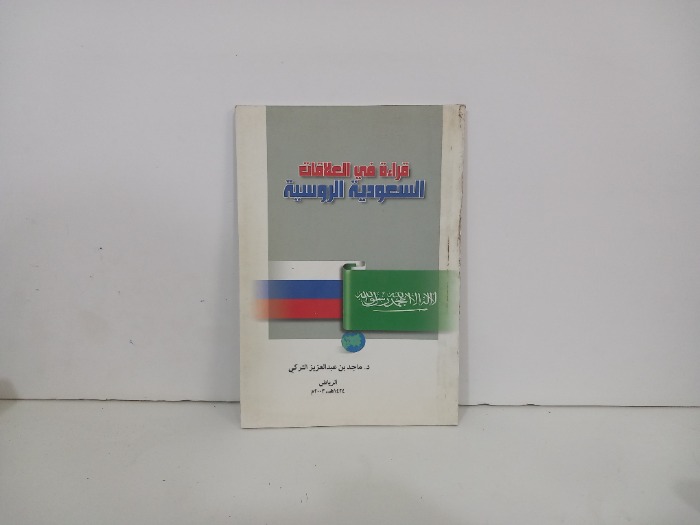 قراءة في العلاقات
السعودية الروسية
لا إله إلا الله محمد رسول الله
د. ماجد بن عبدالعزيز التركي
الرياض
١٤٢٤هـ ٢٠٠٣م